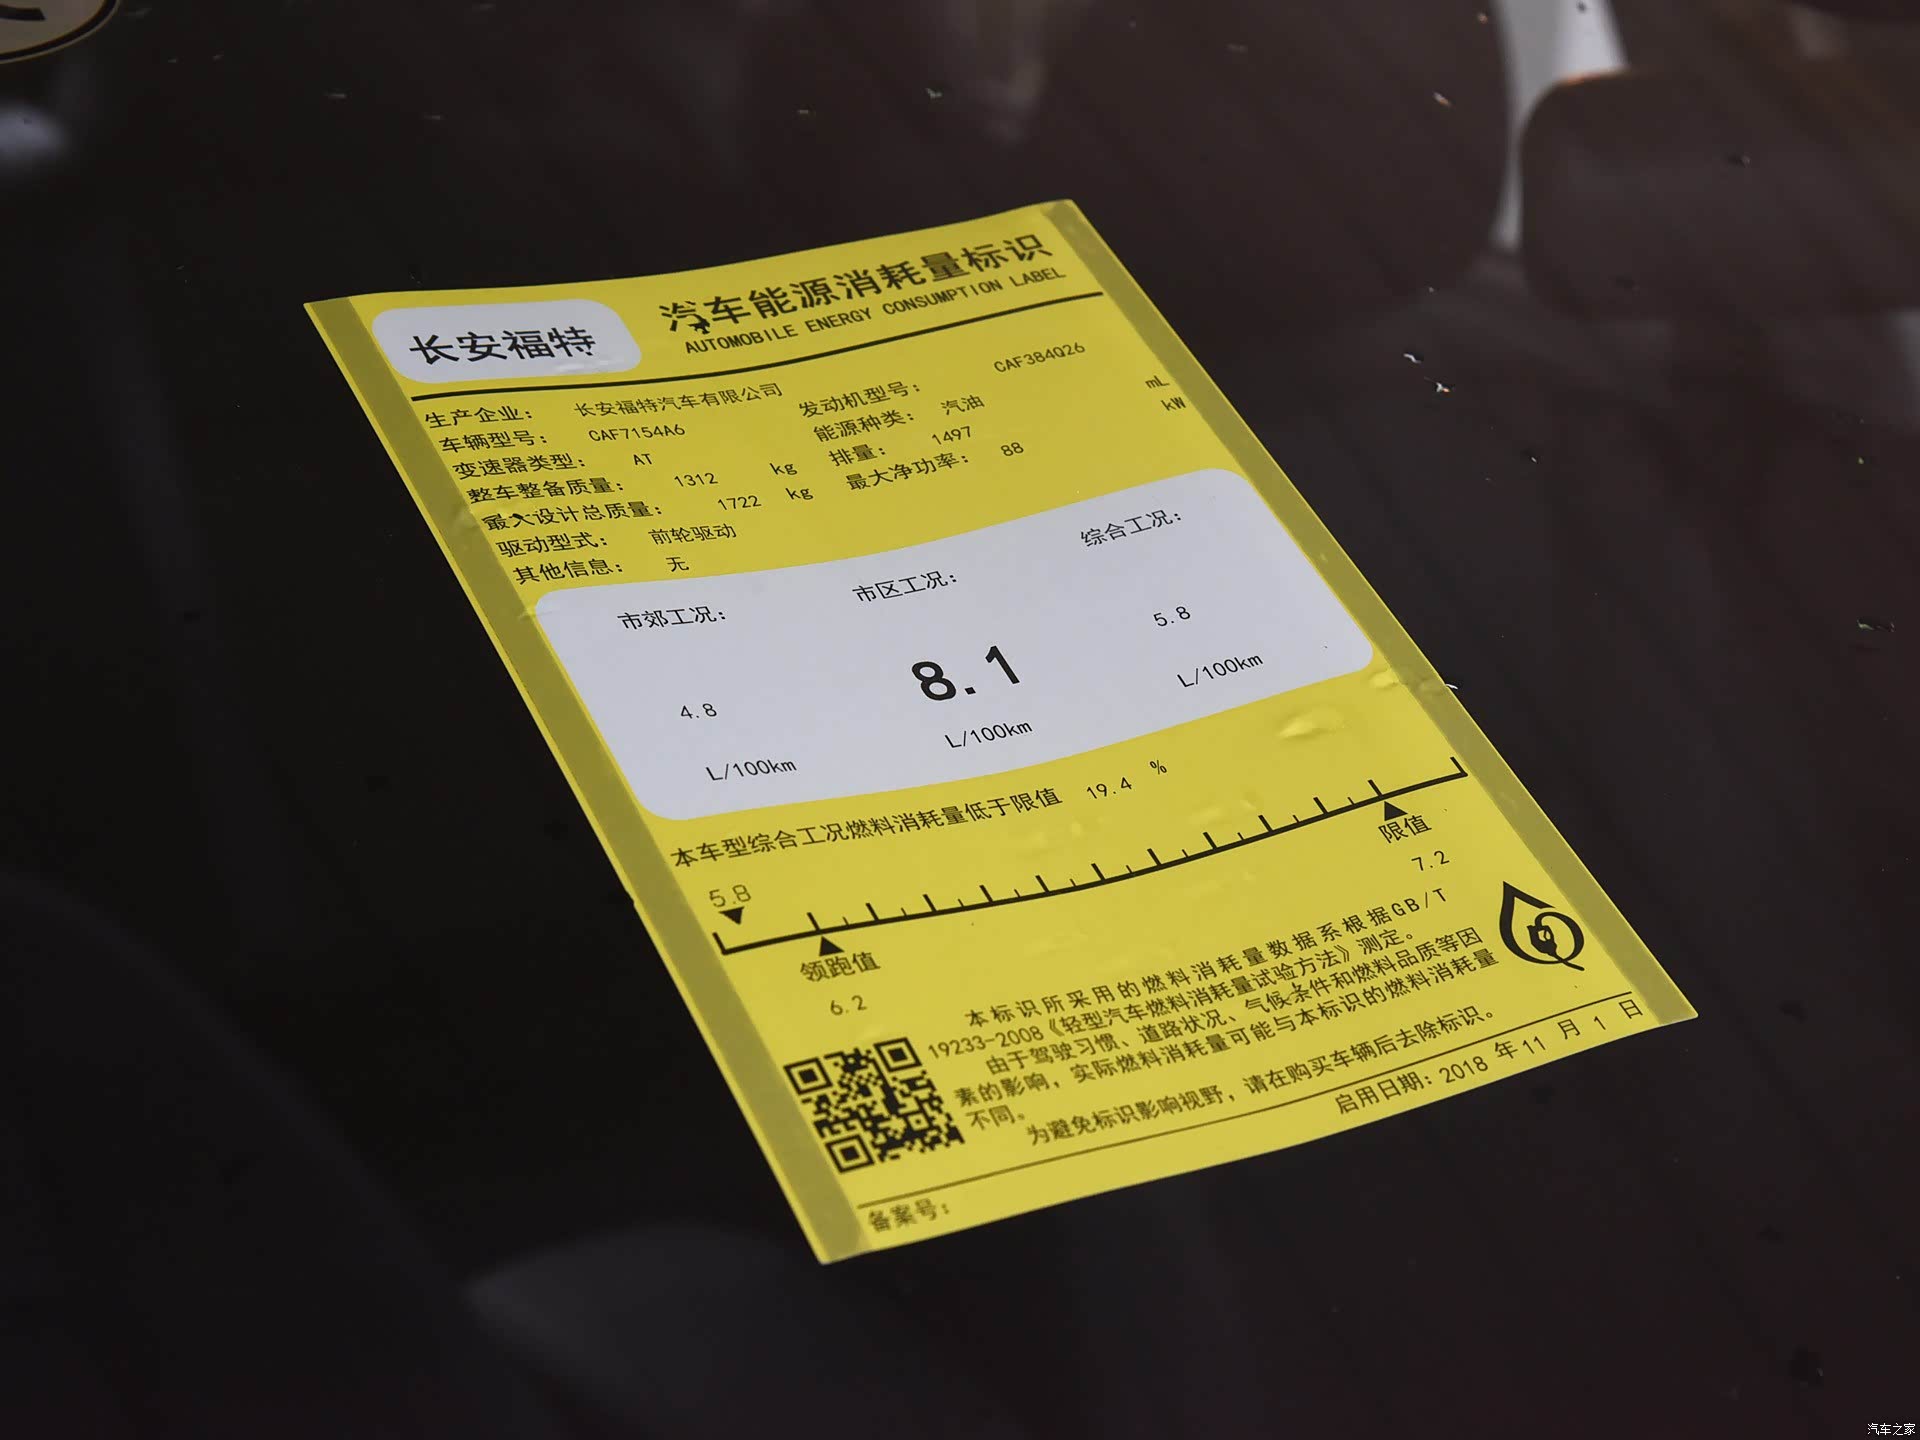 长安福特
汽车能源消耗量标识
AUTOMOBILE ENERGY CONSUMPTION LABEL
生产企业: 长安福特汽车有限公司
发动机型号: CAF384Q26
车辆型号: CAF7154A6
能源种类: 汽油
变速器类型: AT
排量: 1497 mL
整车整备质量: 1312 kg
最大净功率: 88 kW
最大设计总质量: 1722 kg
驱动型式: 前轮驱动
其他信息: 无
市郊工况: 市区工况: 综合工况:
4.8 8.1 5.8
L/100km L/100km L/100km
本车型综合工况燃料消耗量低于限值 19.4 %
5.8
领跑值 限值
6.2 7.2
本标识所采用的燃料消耗量数据系根据GB/T
19233-2008《轻型汽车燃料消耗量试验方法》测定。
由于驾驶习惯、道路状况、气候条件和燃料品质等因
素的影响，实际燃料消耗量可能与本标识的燃料消耗量
不同。
为避免标识影响视野，请在购买车辆后去除标识。
启用日期: 2018 年 11 月 1 日
备案号:
汽车之家